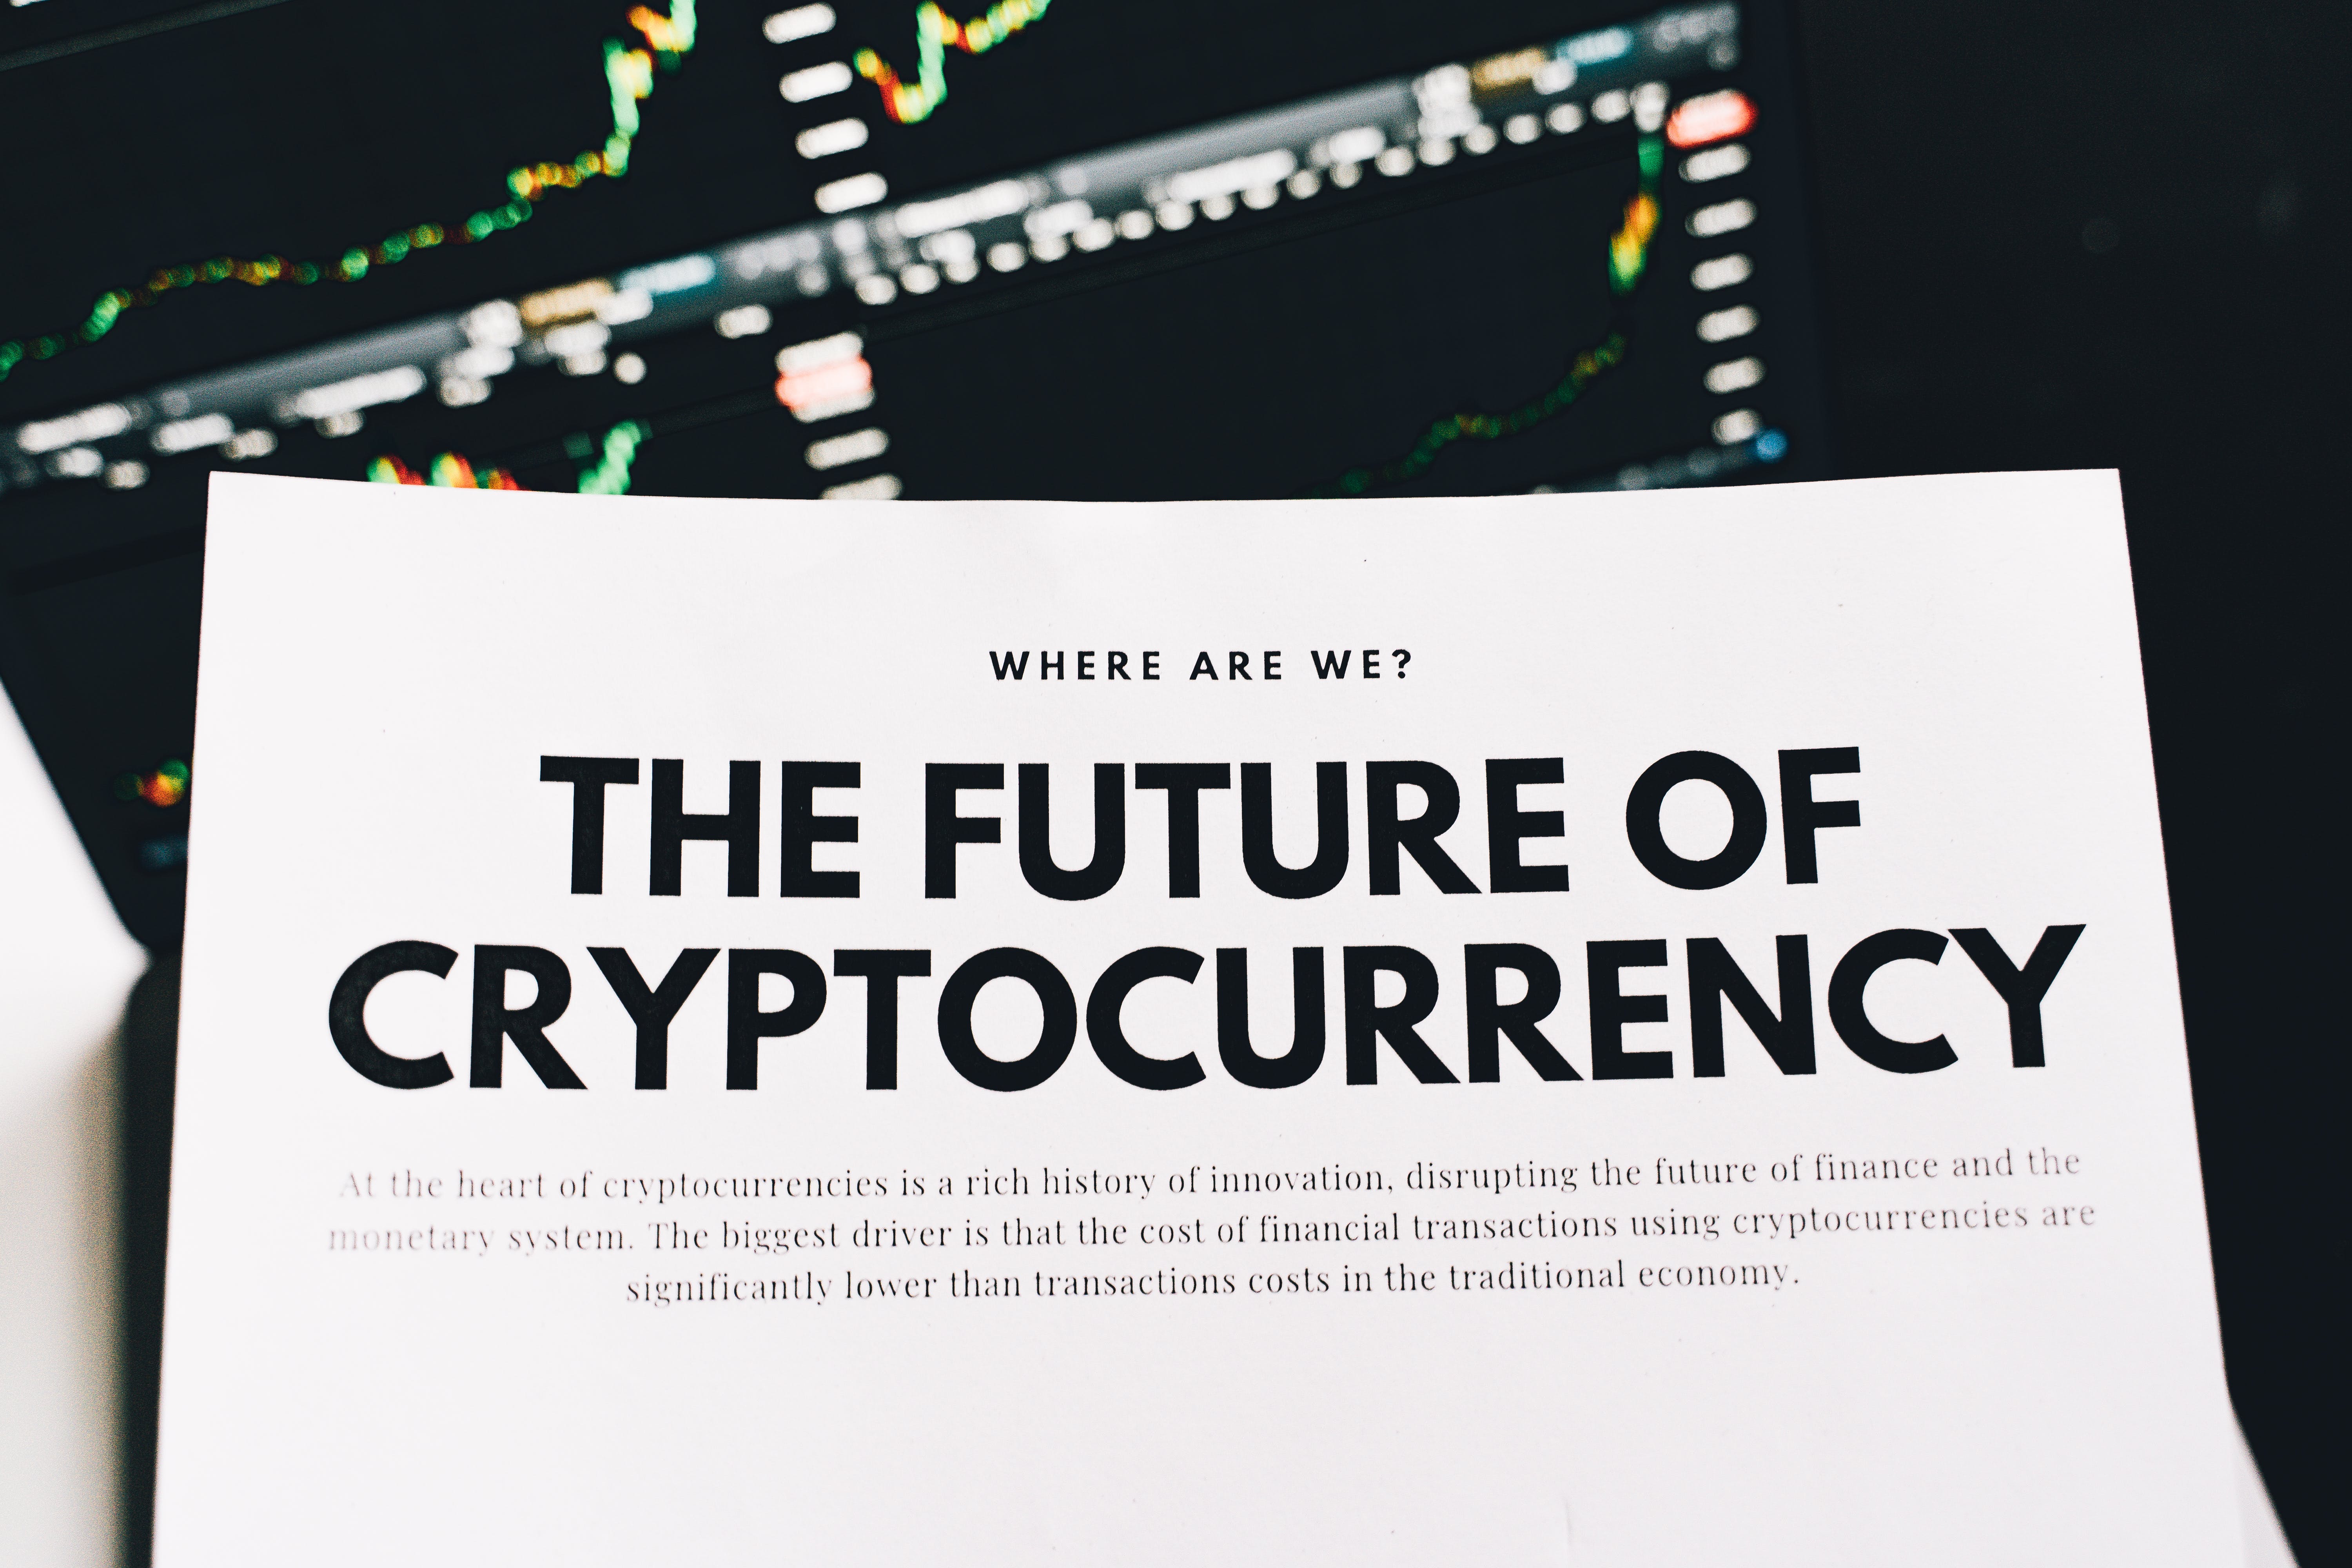 WHERE ARE WE?
THE FUTURE OF
CRYPTOCURRENCY
At the heart of cryptocurrencies is a rich history of innovation, disrupting the future of finance and the
monetary system. The biggest driver is that the cost of financial transactions using cryptocurrencies are
significantly lower than transactions costs in the traditional economy.